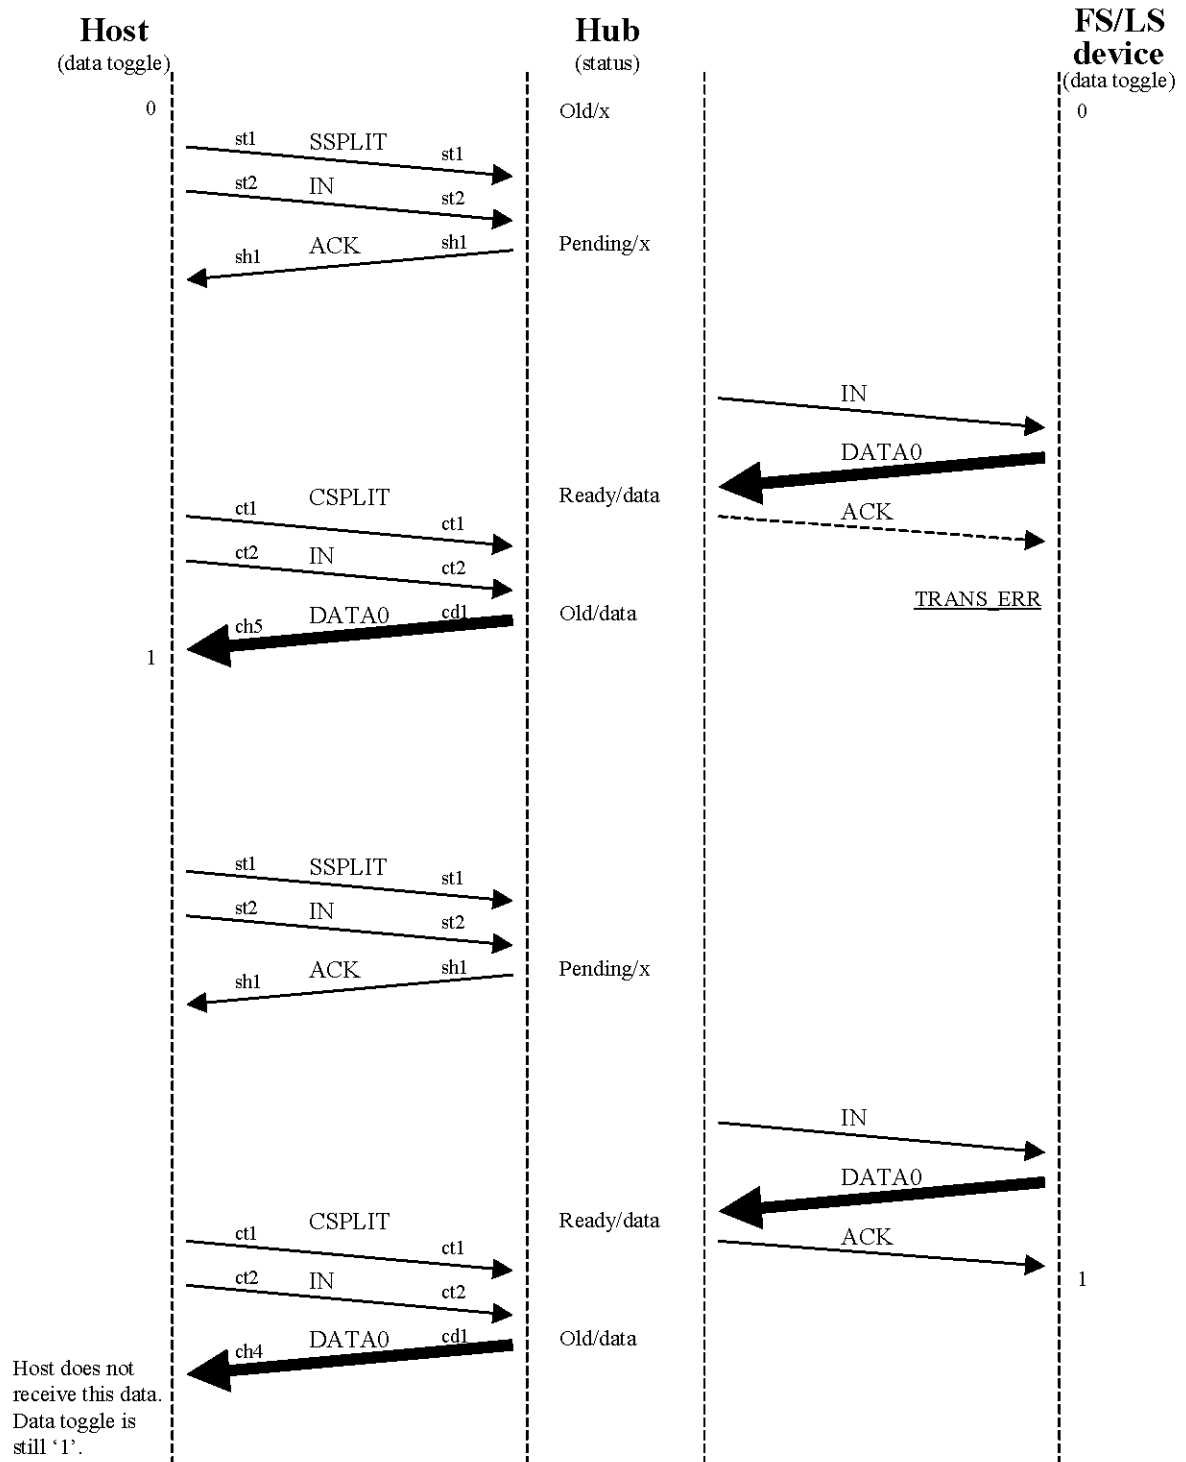 Host
(data toggle)
Hub
(status)
FS/LS
device
(data toggle)
0
Old/x
0
st1 SSPLIT st1
st2 IN st2
sh1 ACK sh1
Pending/x
IN
DATA0
ACK
TRANS_ERR
Ready/data
ct1 CSPLIT ct1
ct2 IN ct2
ch5 DATA0 cd1
Old/data
1
st1 SSPLIT st1
st2 IN st2
sh1 ACK sh1
Pending/x
IN
DATA0
ACK
1
Ready/data
ct1 CSPLIT ct1
ct2 IN ct2
ch4 DATA0 cd1
Old/data
Host does not
receive this data.
Data toggle is
still ‘1’.